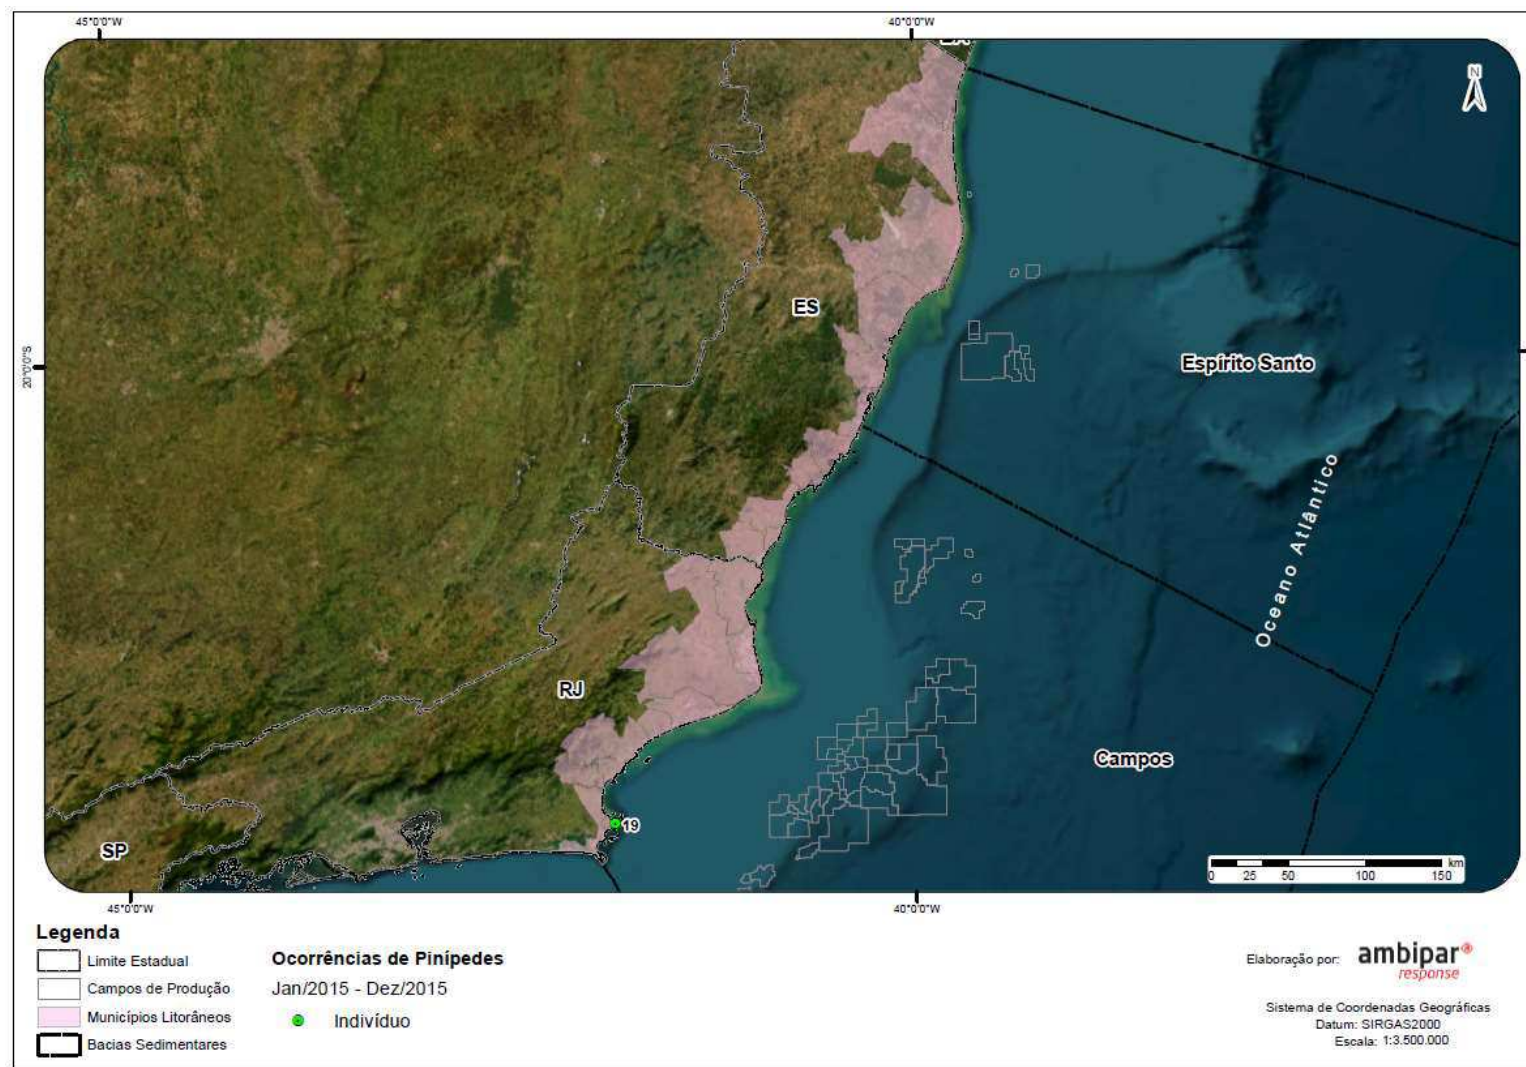 45°0'0"W
40°0'0"W
BA
N
ES
20°0'0"S
Espírito Santo
Oceano Atlântico
RJ
Campos
19
SP
km
0 25 50 100 150
45°0'0"W
40°0'0"W
Legenda
Limite Estadual
Campos de Produção
Municípios Litorâneos
Bacias Sedimentares
Ocorrências de Pinípedes
Jan/2015 - Dez/2015
Indivíduo
Elaboração por:
ambipar®
response
Sistema de Coordenadas Geográficas
Datum: SIRGAS2000
Escala: 1:3.500.000